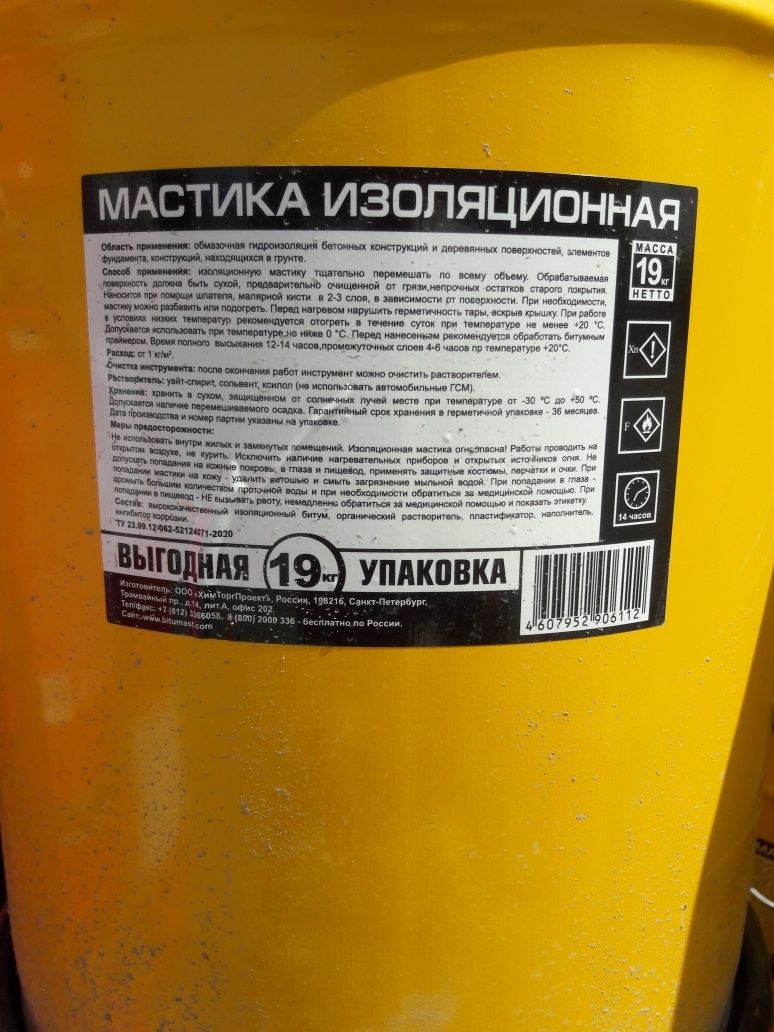 МАСТИКА ИЗОЛЯЦИОННАЯ
Область применения: обмазочная гидроизоляция бетонных конструкций и деревянных поверхностей, элементов
фундамента, конструкций, находящихся в грунте.
Способ применения: изоляционную мастику тщательно перемешать по всему объему. Обрабатываемая
поверхность должна быть сухой, предварительно очищенной от грязи,непрочных остатков старого покрытия.
Наносится при помощи шпателя, малярной кисти в 2-3 слоя, в зависимости от поверхности. При необходимости,
мастику можно разбавить или подогреть. Перед нагревом нарушить герметичность тары, вскрыв крышку. При работе
в условиях низких температур рекомендуется отогреть в течение суток при температуре не менее +20 °С.
Допускается использовать при температуре не ниже 0 °С. Перед нанесением рекомендуется обработать битумным
праймером. Время полного высыхания 12-14 часов,промежуточных слоев 4-6 часов пр температуре +20°С.
Расход: от 1 кг/м².
Очистка инструмента: после окончания работ инструмент можно очистить растворителем.
Растворитель: уайт-спирит, сольвент, ксилол (не использовать автомобильные ГСМ).
Хранение: хранить в сухом, защищенном от солнечных лучей месте при температуре от -30 °С до +50 °С.
Допускается наличие перемешиваемого осадка. Гарантийный срок хранения в герметичной упаковке - 36 месяцев.
Дата производства и номер партии указаны на упаковке.
Меры предосторожности:
Не использовать внутри жилых и замкнутых помещений. Изоляционная мастика огнеопасна! Работы проводить на
открытом воздухе, не курить. Исключить наличие нагревательных приборов и открытых источников огня. Не
допускать попадания на кожные покровы, в глаза и пищевод, применять защитные костюмы, перчатки и очки. При
попадании мастики на кожу - удалить ветошью и смыть загрязнение мыльной водой. При попадании в глаза -
промыть большим количеством проточной воды и при необходимости обратиться за медицинской помощью. При
попадании в пищевод - НЕ вызывать рвоту, немедленно обратиться за медицинской помощью и показать этикетку.
Состав: высококачественный изоляционный битум, органический растворитель, пластификатор, наполнитель,
ингибитор коррозии.
ТУ 23.99.12-062-52124071-2020
МАССА
19 кг
НЕТТО
Xn
F
14 часов
ВЫГОДНАЯ 19 кг УПАКОВКА
Изготовитель: ООО «ХимТоргПроект», Россия, 198216, Санкт-Петербург,
Трамвайный пр., д.14, лит.А, офис 202.
Тел/факс: +7 (812) 3366058, 8 (800) 2000 336 - бесплатно по России.
Сайт: www.bitumast.com
4 607952 906112